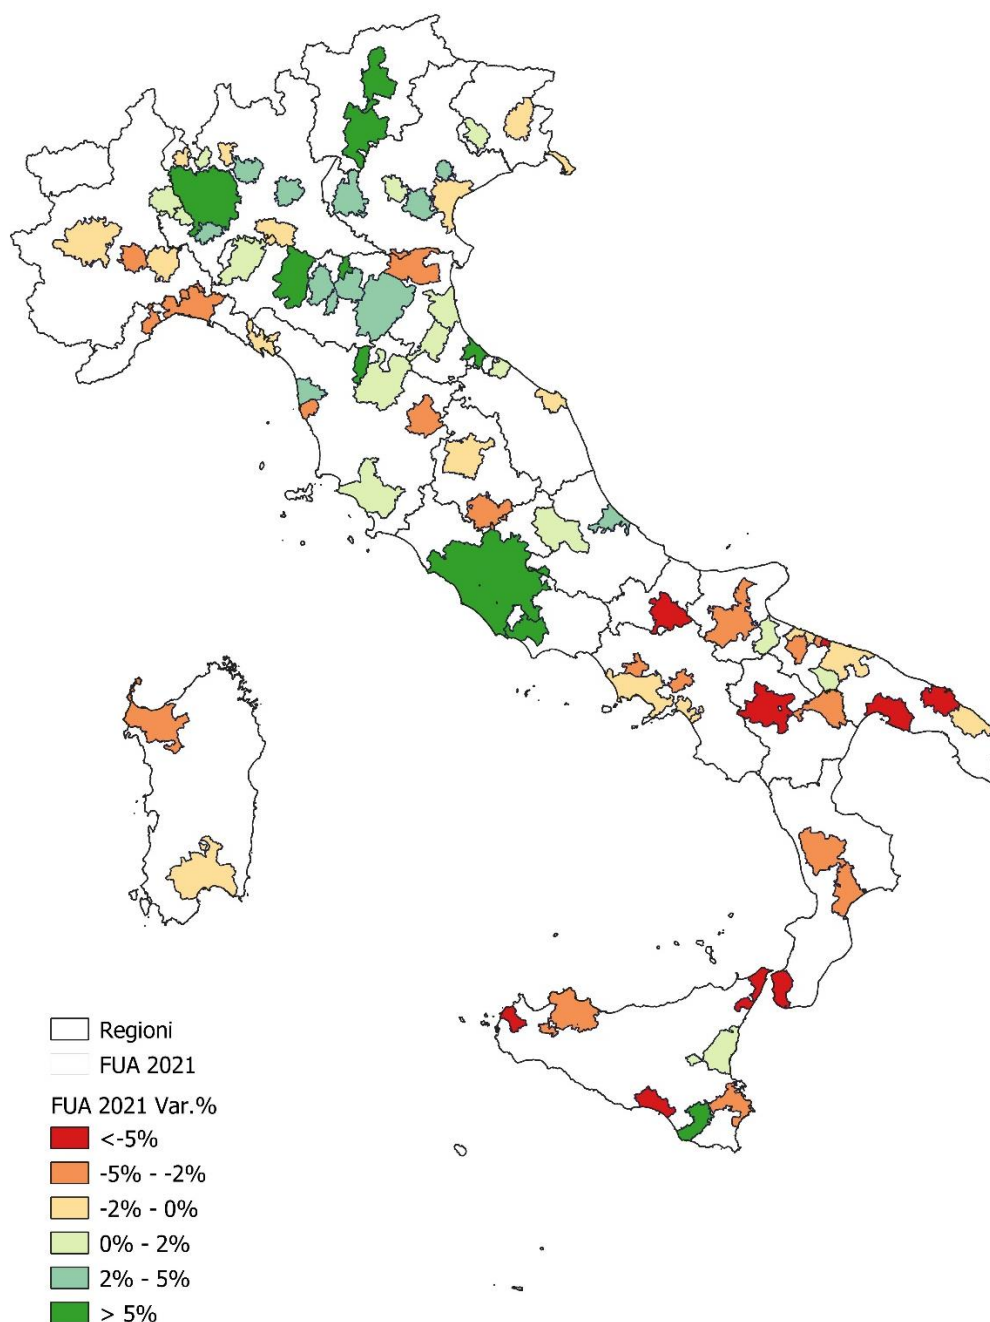 Regioni
FUA 2021
FUA 2021 Var.%
<-5%
-5% - -2%
-2% - 0%
0% - 2%
2% - 5%
> 5%